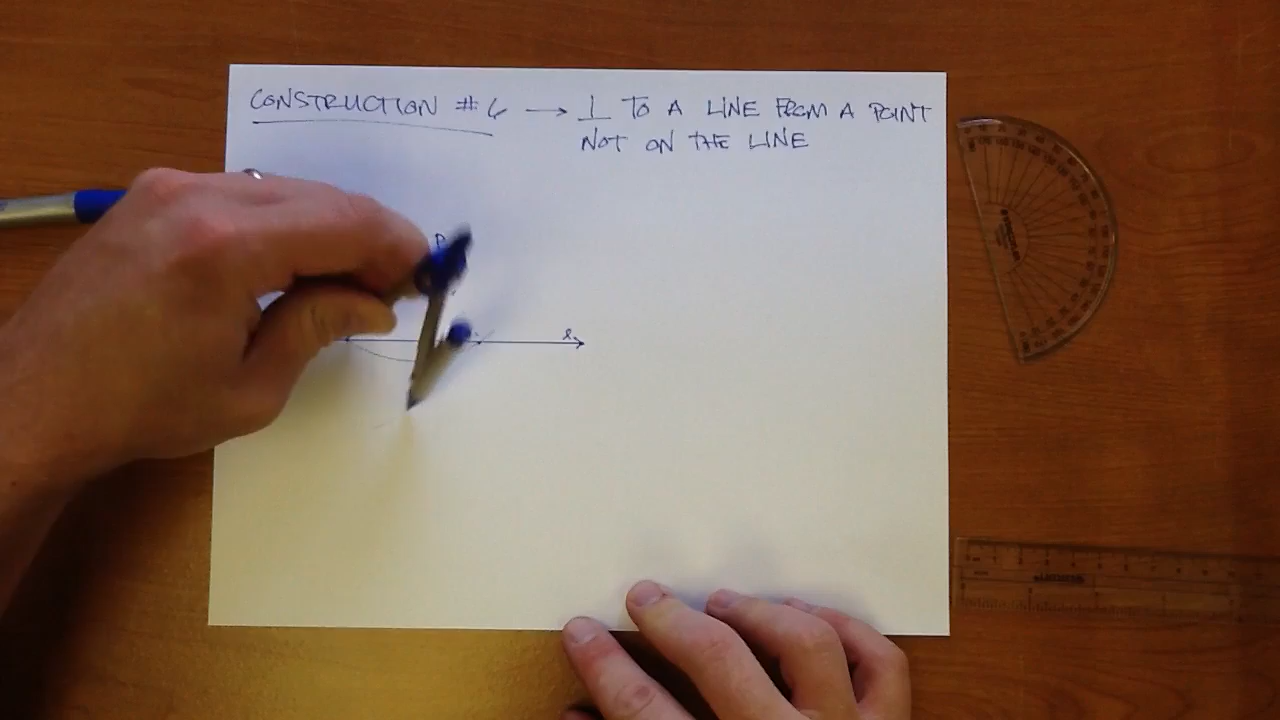 CONSTRUCTION #6 → ⊥ TO A LINE FROM A POINT
NOT ON THE LINE
P
l